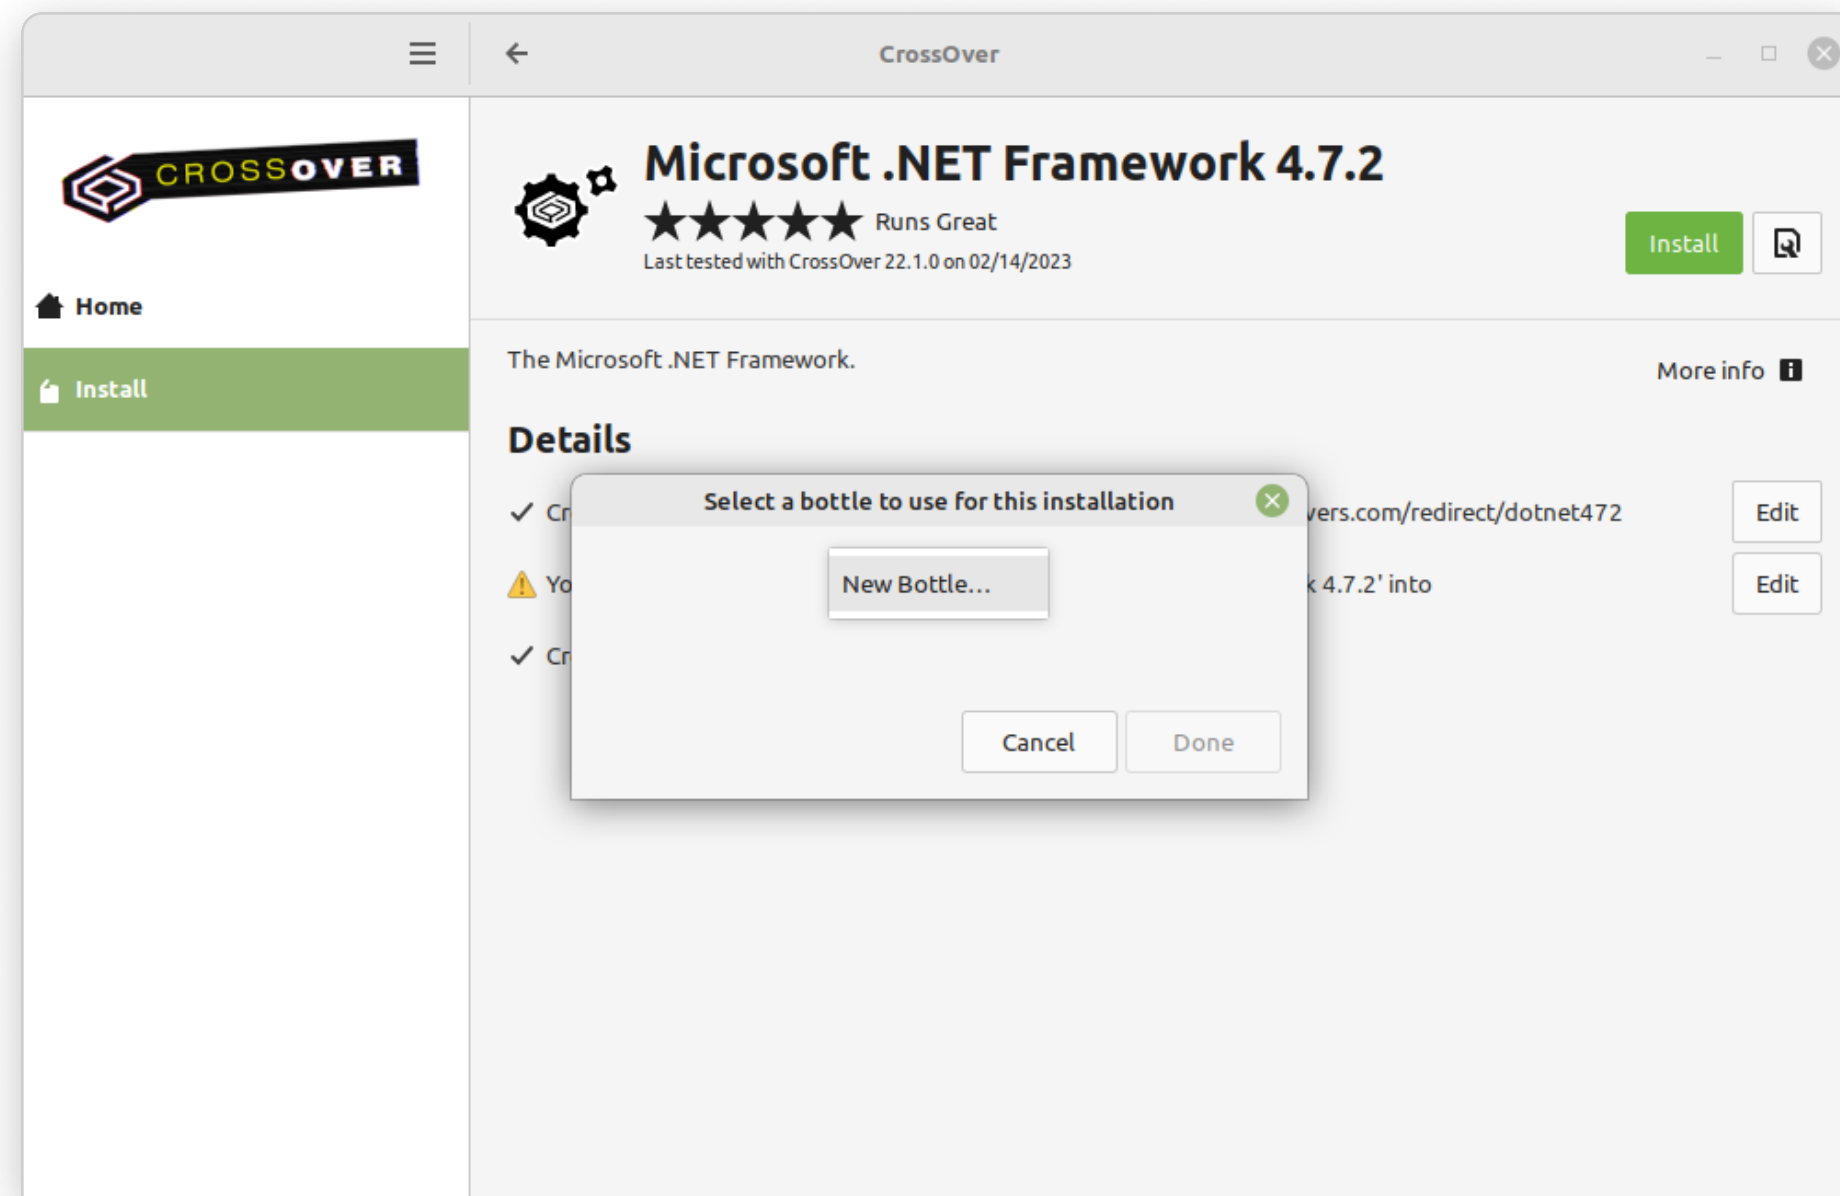 CrossOver
CROSSOVER
Home
Install
Microsoft .NET Framework 4.7.2
Runs Great
Last tested with CrossOver 22.1.0 on 02/14/2023
Install
The Microsoft .NET Framework.
More info
Details
Select a bottle to use for this installation
vers.com/redirect/dotnet472
Edit
New Bottle...
4.7.2' into
Edit
Cancel
Done